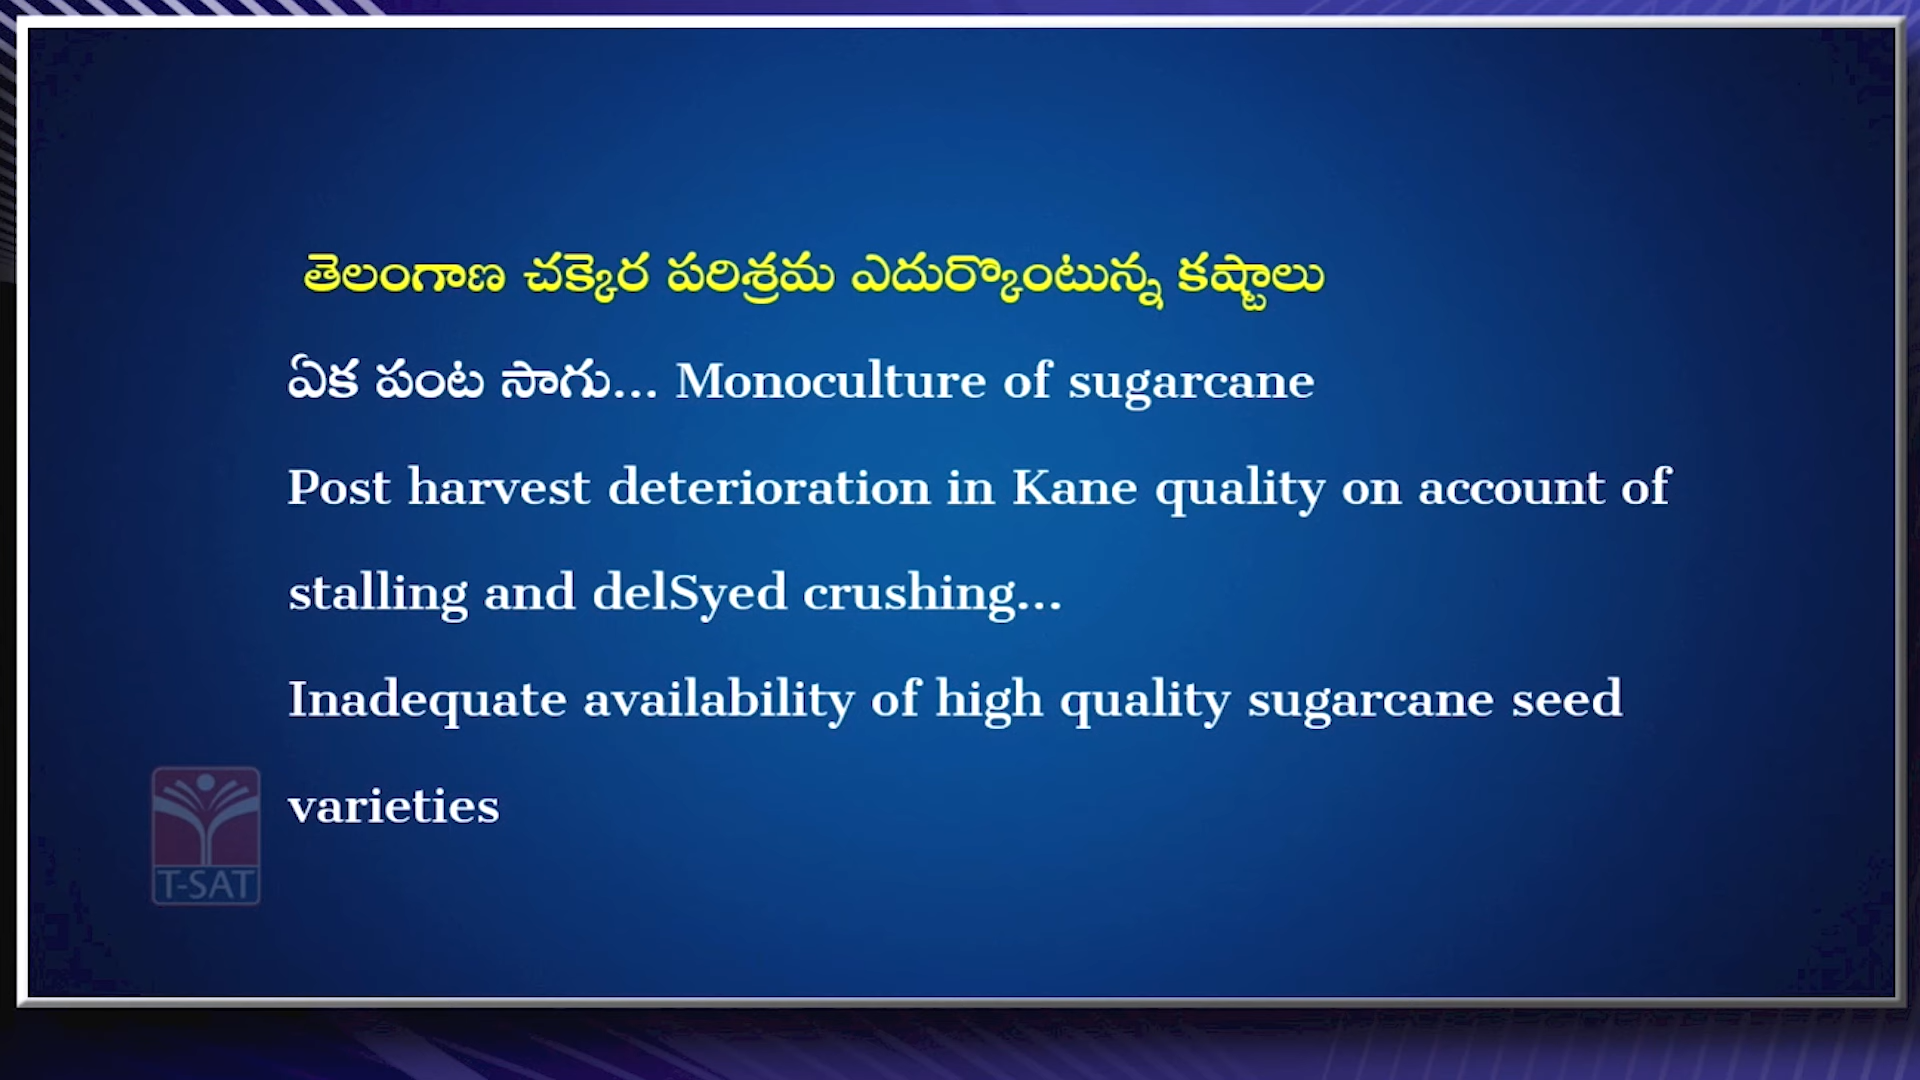 తెలంగాణ చక్కెర పరిశ్రమ ఎదుర్కొంటున్న కష్టాలు
ఏక పంట సాగు... Monoculture of sugarcane
Post harvest deterioration in Kane quality on account of
stalling and delSyed crushing...
Inadequate availability of high quality sugarcane seed
varieties
T-SAT